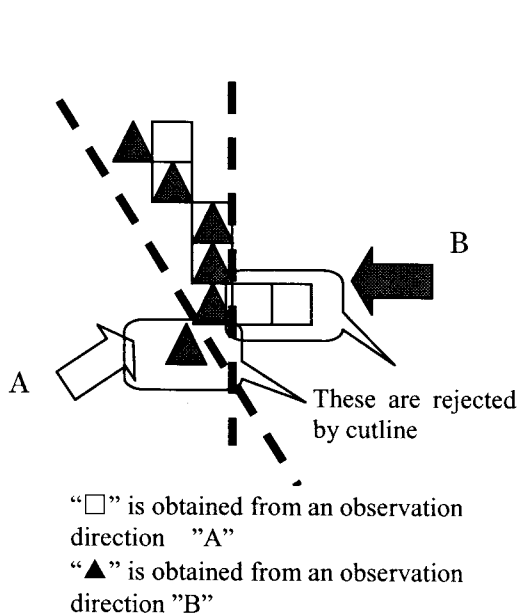 B
A
These are rejected
by cutline
“□” is obtained from an observation
direction ”A”
“▲” is obtained from an observation
direction ”B”